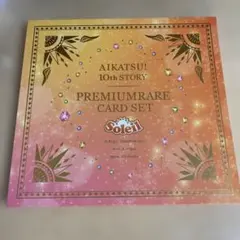 AIKATSU!
10th STORY
PREMIUMRARE
CARD SET
Soleil